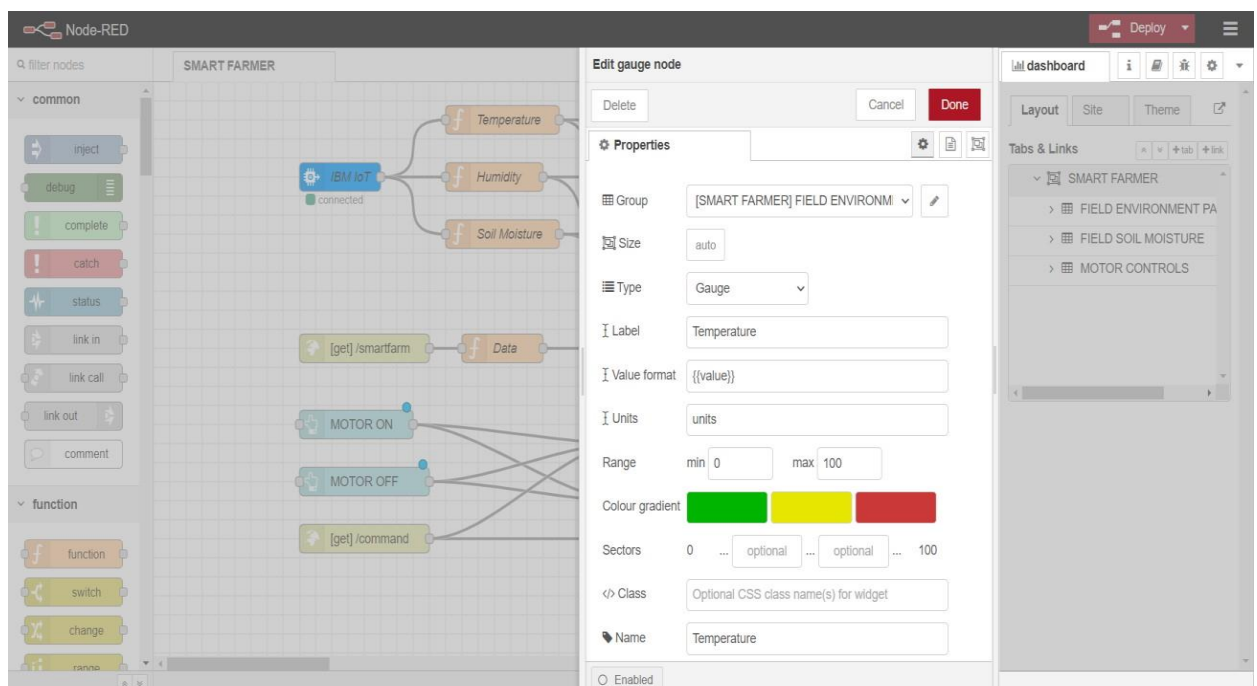 Node-RED
Deploy
filter nodes
common
inject
debug
complete
catch
status
link in
link call
link out
comment
function
function
switch
change
range
SMART FARMER
Temperature
IBM IoT
connected
Humidity
Soil Moisture
[get] /smartfarm
Data
MOTOR ON
MOTOR OFF
[get] /command
Edit gauge node
Delete
Cancel
Done
Properties
Group
[SMART FARMER] FIELD ENVIRONM
Size
auto
Type
Gauge
Label
Temperature
Value format
{{value}}
Units
units
Range
min 0
max 100
Colour gradient
Sectors
0 ... optional ... optional ... 100
</> Class
Optional CSS class name(s) for widget
Name
Temperature
Enabled
dashboard
i
Layout
Site
Theme
Tabs & Links
+tab
+link
SMART FARMER
FIELD ENVIRONMENT PA
FIELD SOIL MOISTURE
MOTOR CONTROLS